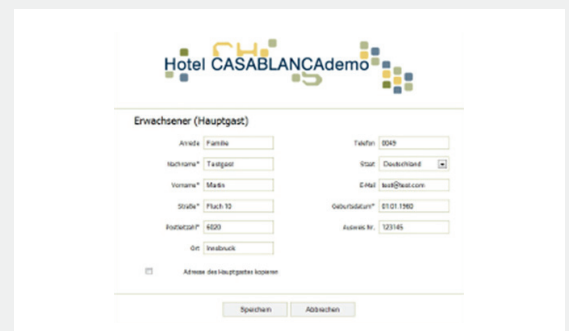 Hotel CASABLANCAdemo
Erwachsener (Hauptgast)
Anrede Familie
Telefon 0049
Nachname* Testgast
Staat Deutschland
Vorname* Martin
E-Mail test@test.com
Straße* Fluch 10
Geburtsdatum* 01.01.1960
Postleitzahl* 6020
Ausweis Nr. 123145
Ort Innsbruck
Adresse des Hauptgastes kopieren
Speichern Abbrechen